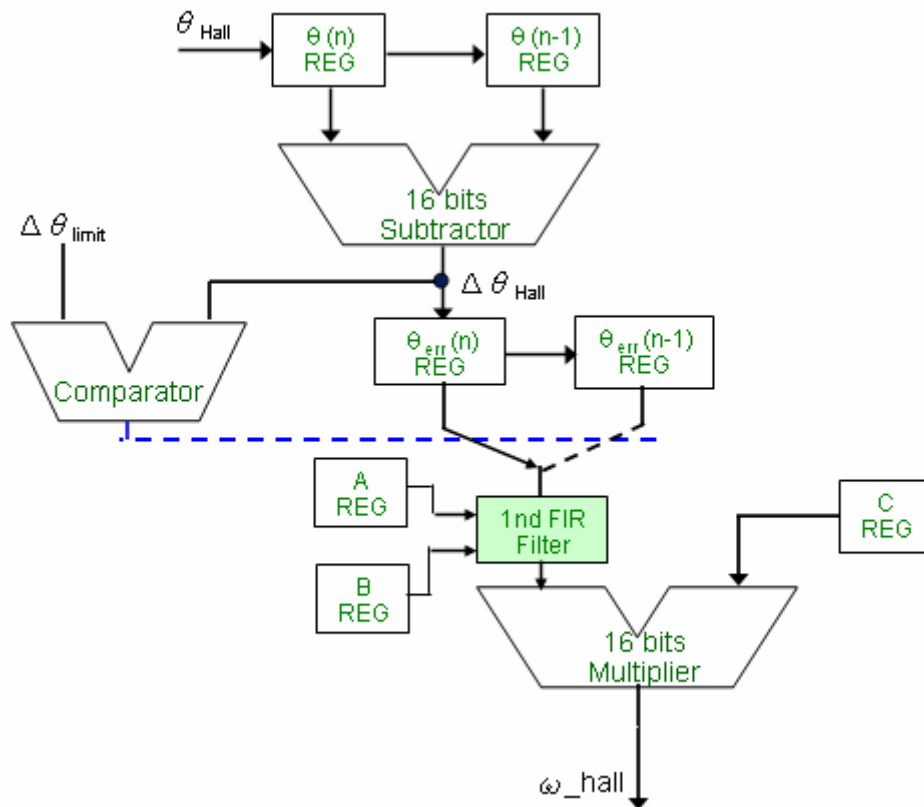 θ Hall
θ (n)
REG
θ (n-1)
REG
16 bits
Subtractor
Δ θ limit
Δ θ Hall
θ err (n)
REG
θ err (n-1)
REG
Comparator
A
REG
1nd FIR
Filter
C
REG
B
REG
16 bits
Multiplier
ω_hall